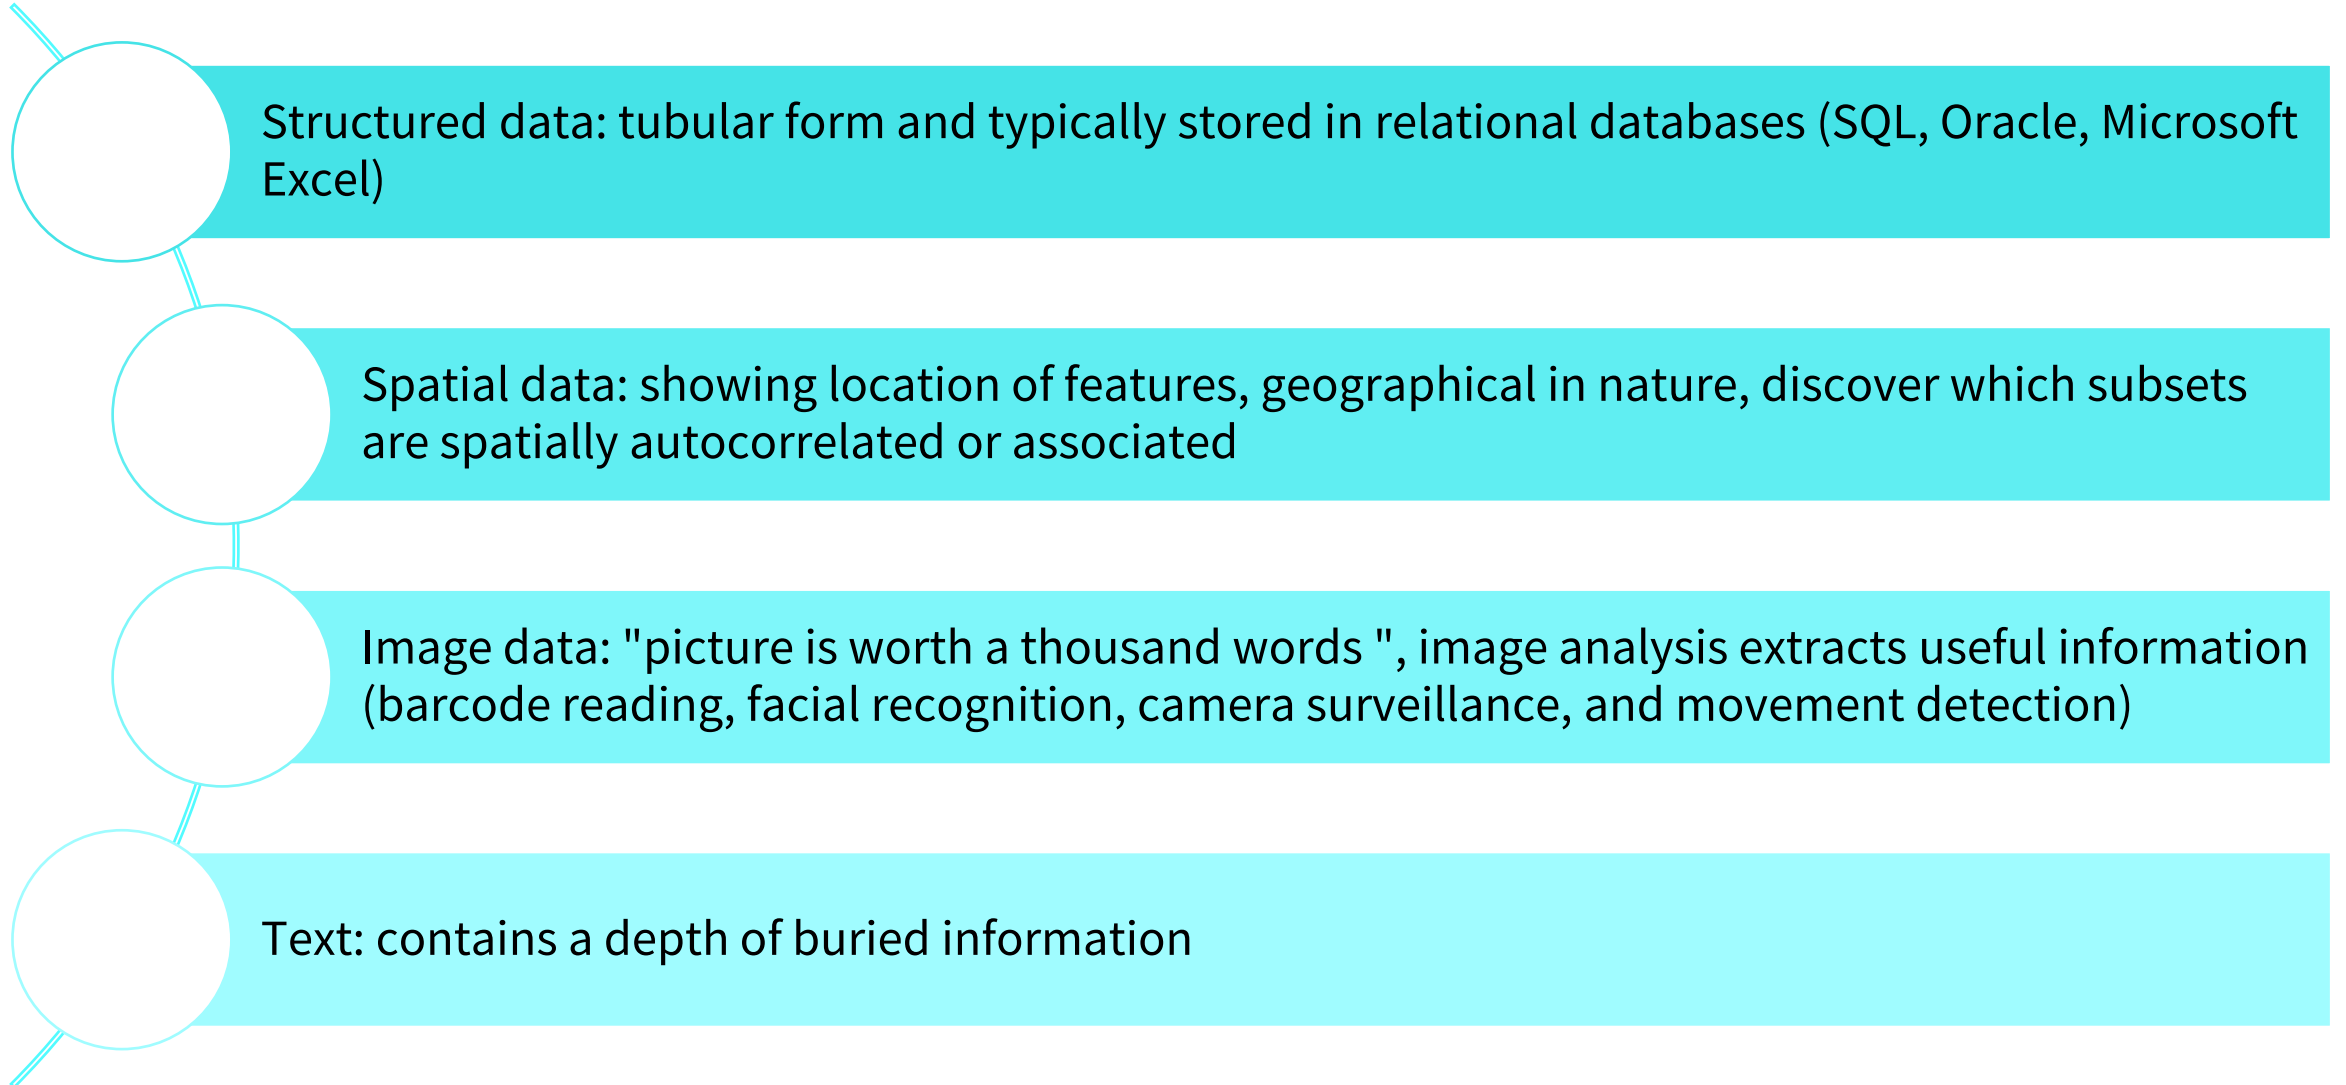 Structured data: tubular form and typically stored in relational databases (SQL, Oracle, Microsoft
Excel)
Spatial data: showing location of features, geographical in nature, discover which subsets
are spatially autocorrelated or associated
Image data: "picture is worth a thousand words ", image analysis extracts useful information
(barcode reading, facial recognition, camera surveillance, and movement detection)
Text: contains a depth of buried information